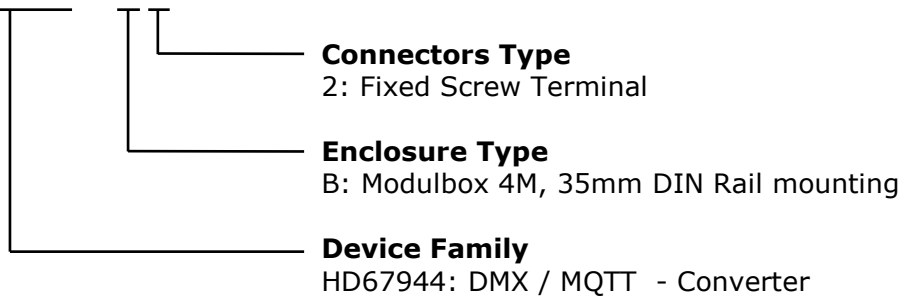 Connectors Type
2: Fixed Screw Terminal
Enclosure Type
B: Modulbox 4M, 35mm DIN Rail mounting
Device Family
HD67944: DMX / MQTT - Converter